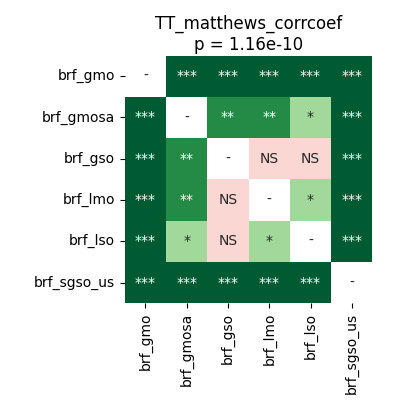 TT_matthews_corrcoef
p = 1.16e-10
brf_gmo - *** *** *** *** ***
brf_gmosa *** - ** ** * ***
brf_gso *** ** - NS NS ***
brf_lmo *** ** NS - * ***
brf_lso *** * NS * - ***
brf_sgso_us *** *** *** *** *** -
brf_gmo brf_gmosa brf_gso brf_lmo brf_lso brf_sgso_us